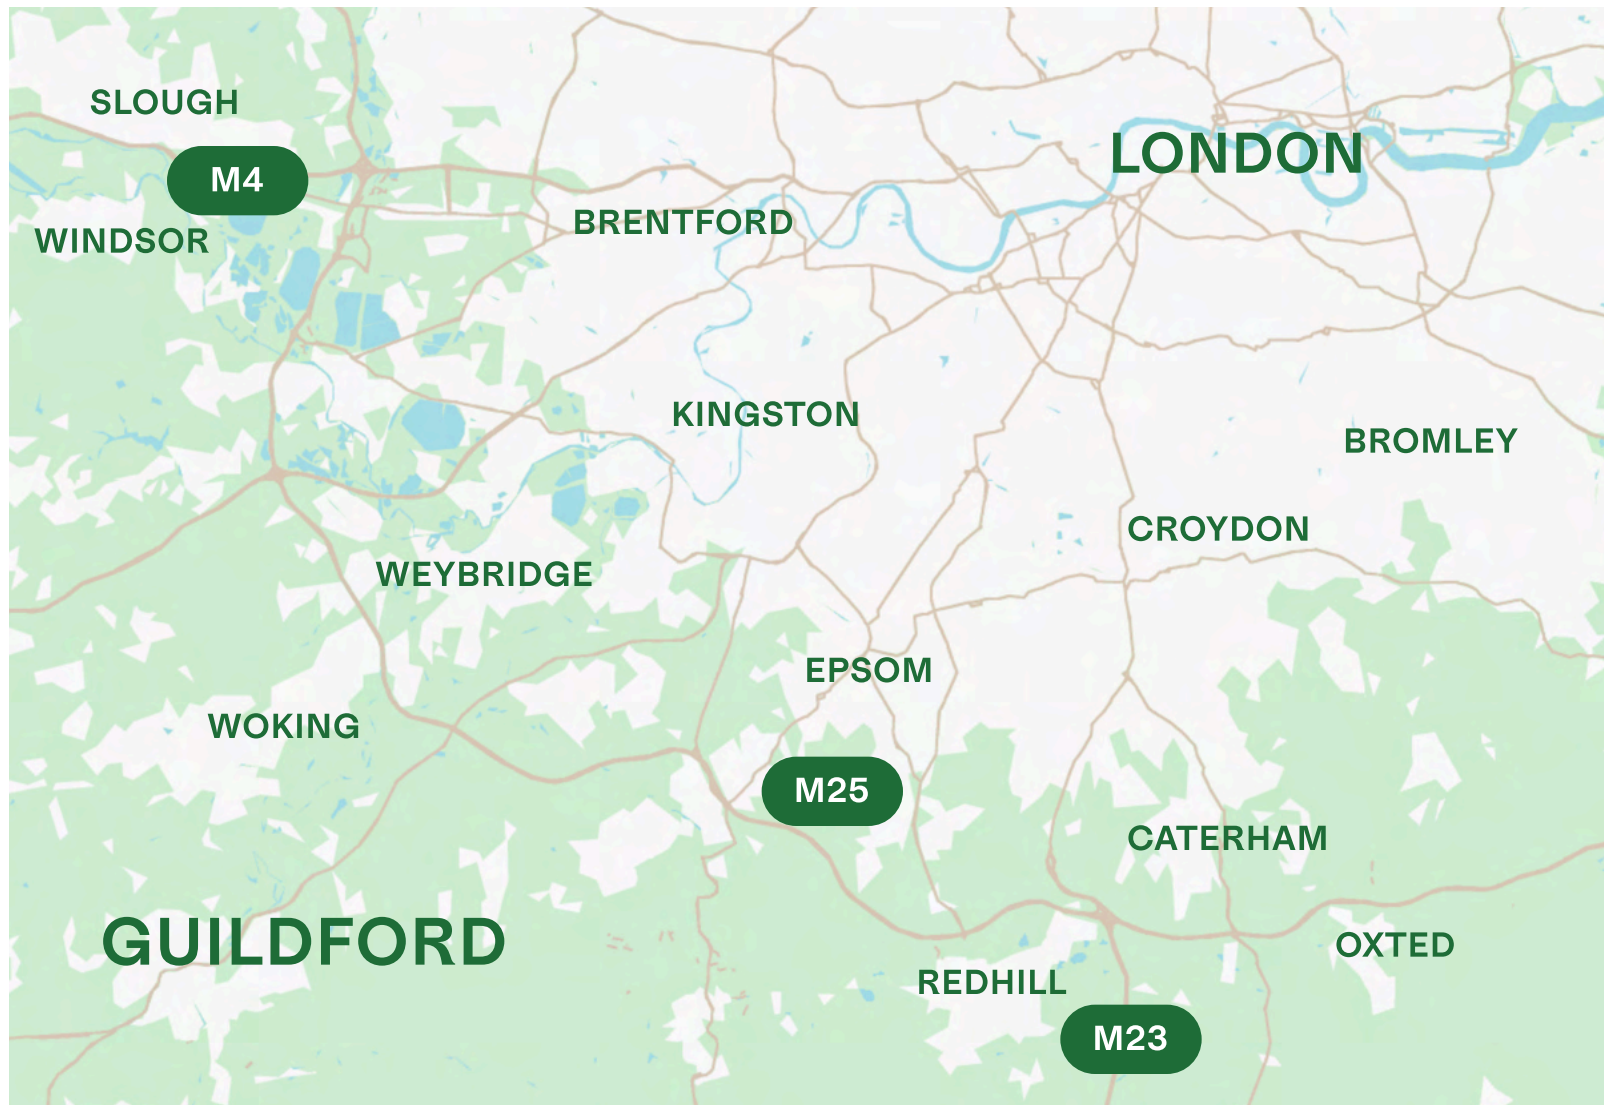 SLOUGH
LONDON
M4
BRENTFORD
WINDSOR
KINGSTON
BROMLEY
CROYDON
WEYBRIDGE
EPSOM
WOKING
M25
CATERHAM
GUILDFORD
OXTED
REDHILL
M23